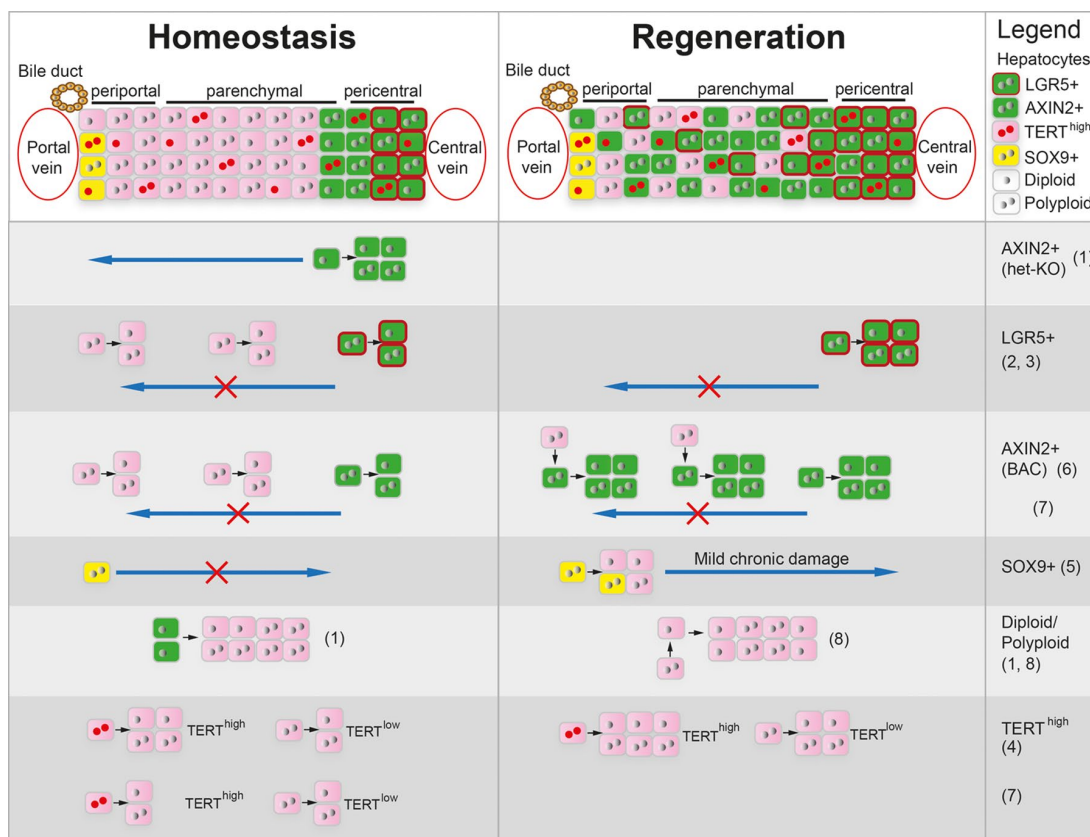 Homeostasis
Bile duct
periportal
parenchymal
pericentral
Portal
vein
Central
vein
Regeneration
Bile duct
periportal
parenchymal
pericentral
Portal
vein
Central
vein
Legend
Hepatocytes
LGR5+
AXIN2+
TERThigh
SOX9+
Diploid
Polyploid
AXIN2+
(het-KO) (1)
LGR5+
(2, 3)
AXIN2+
(BAC) (6)
(7)
Mild chronic damage
SOX9+ (5)
(1)
(8)
Diploid/
Polyploid
(1, 8)
TERThigh
TERTlow
TERThigh
TERTlow
TERThigh
(4)
TERThigh
TERTlow
(7)